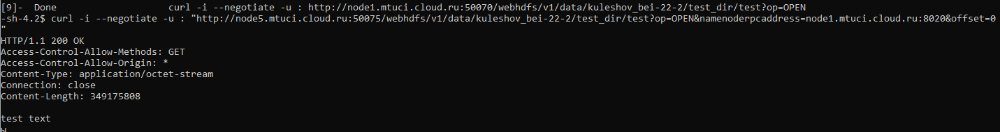 [9]-  Done                    curl -i --negotiate -u : http://node1.mtuci.cloud.ru:50070/webhdfs/v1/data/kuleshov_bei-22-2/test_dir/test?op=OPEN
-sh-4.2$ curl -i --negotiate -u : "http://node5.mtuci.cloud.ru:50075/webhdfs/v1/data/kuleshov_bei-22-2/test_dir/test?op=OPEN&namenoderpcaddress=node1.mtuci.cloud.ru:8020&offset=0
"
HTTP/1.1 200 OK
Access-Control-Allow-Methods: GET
Access-Control-Allow-Origin: *
Content-Type: application/octet-stream
Connection: close
Content-Length: 349175808

test text